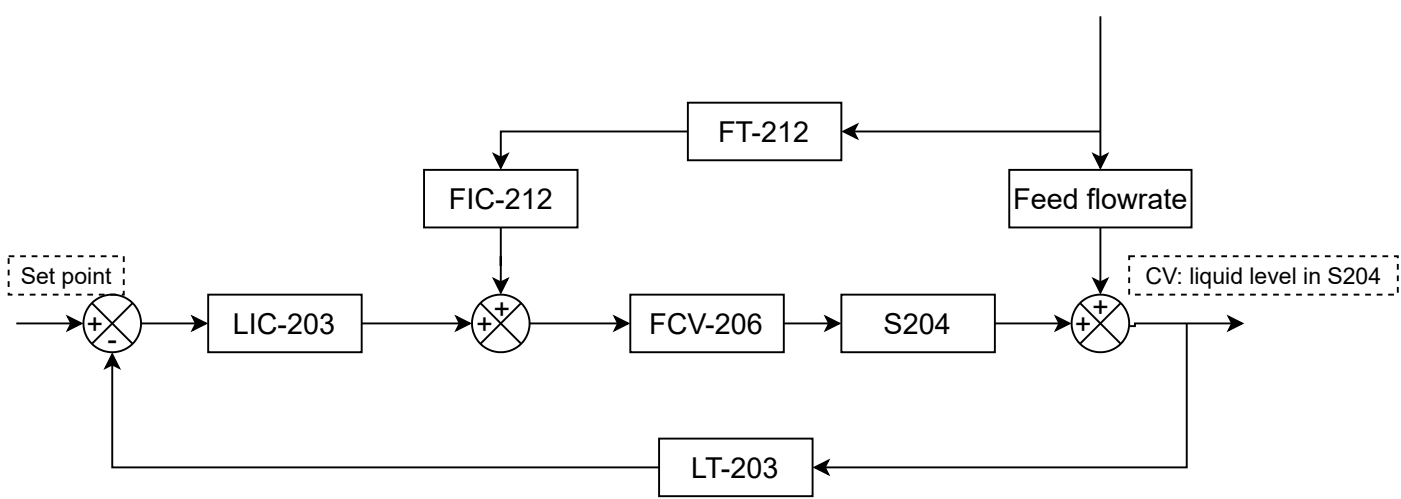 FT-212
FIC-212
Feed flowrate
+
+
Set point
CV: liquid level in S204
+
-
LIC-203
+
FCV-206
S204
+
LT-203